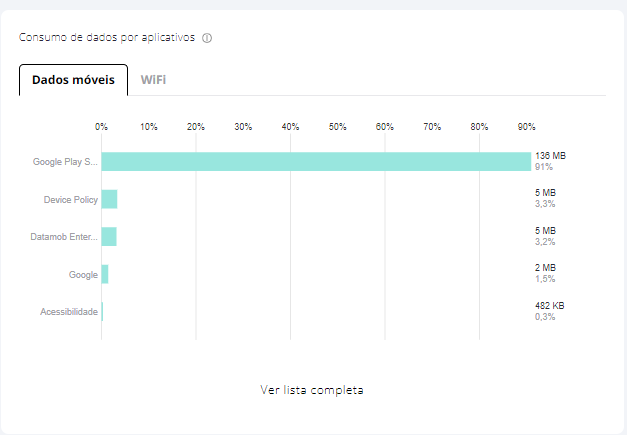 Consumo de dados por aplicativos
Dados móveis WiFi
0% 10% 20% 30% 40% 50% 60% 70% 80% 90%
Google Play S... 136 MB
91%
Device Policy 5 MB
3,3%
Datamob Enter... 5 MB
3,2%
Google 2 MB
1,5%
Acessibilidade 482 KB
0,3%
Ver lista completa